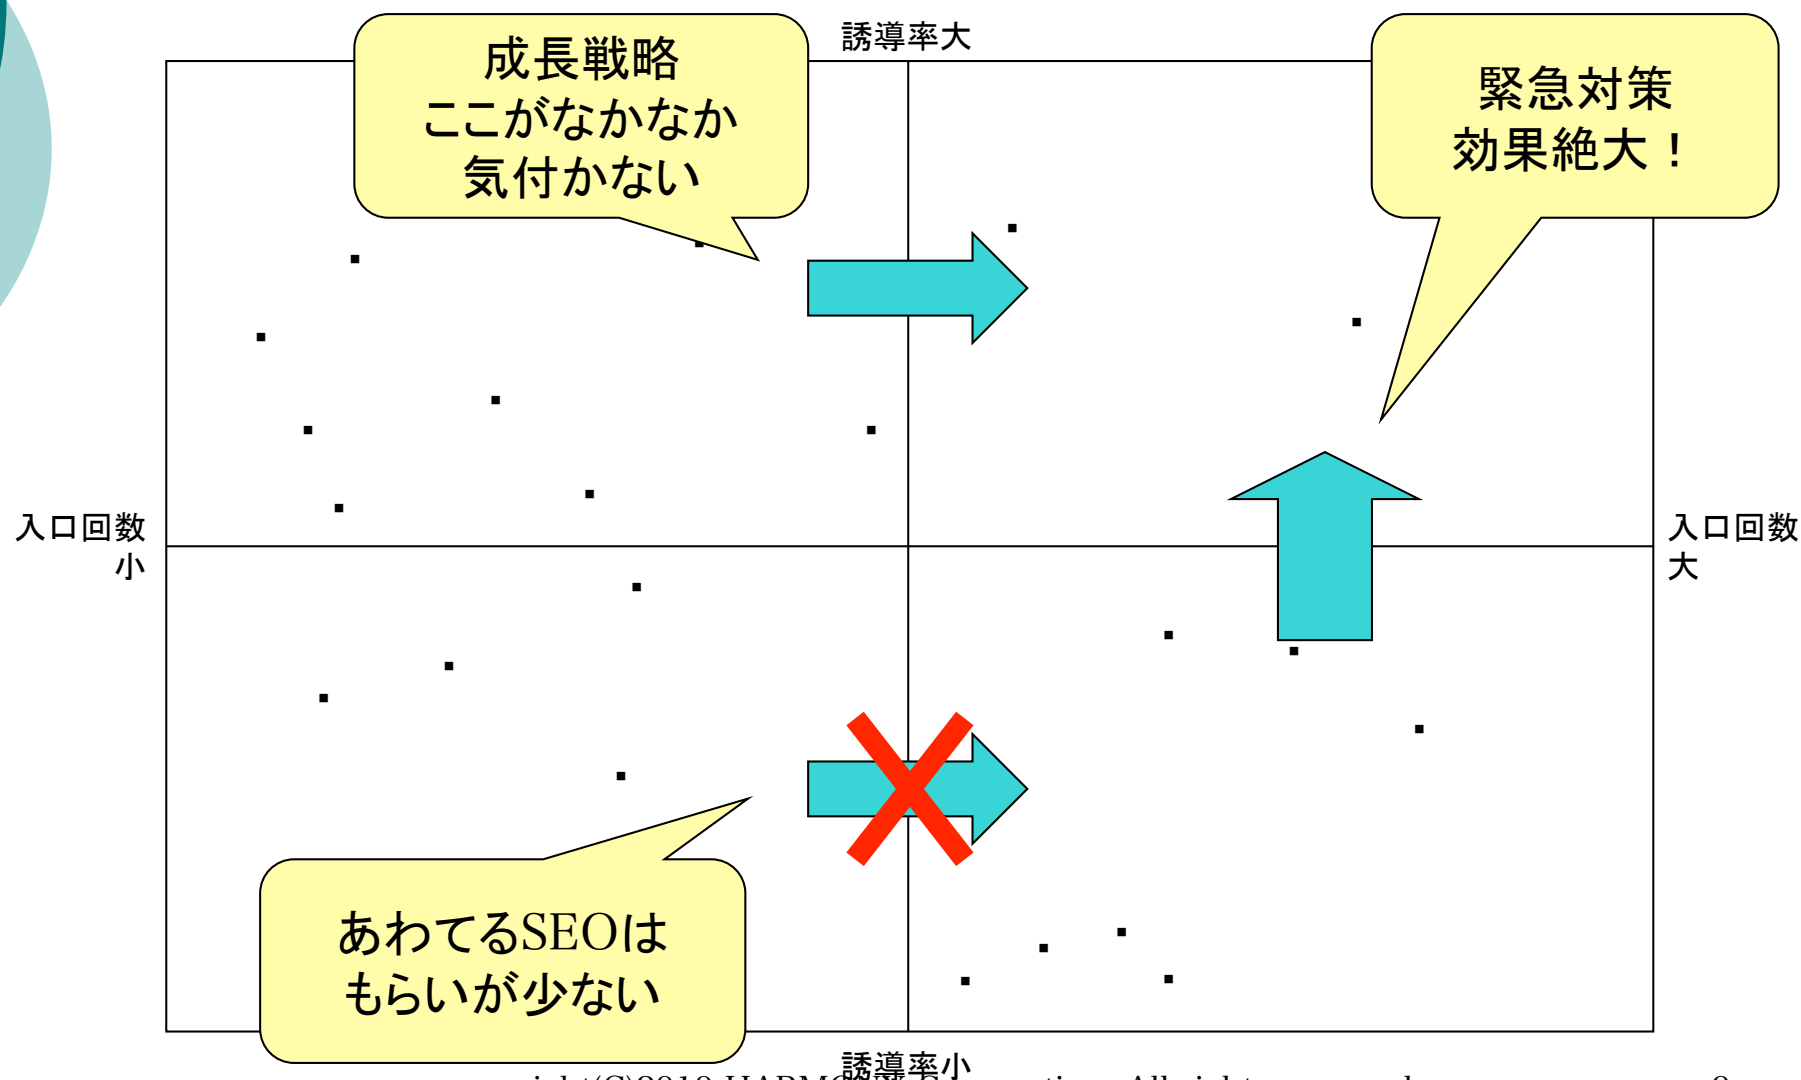 誘導率大
成長戦略
ここがなかなか
気付かない
緊急対策
効果絶大！
入口回数
小
入口回数
大
あわてるSEOは
もらいが少ない
誘導率小
All